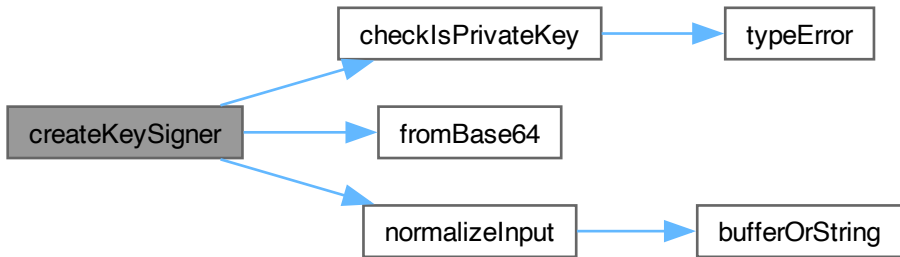 checkIsPrivateKey
typeError
createKeySigner
fromBase64
normalizeInput
bufferOrString